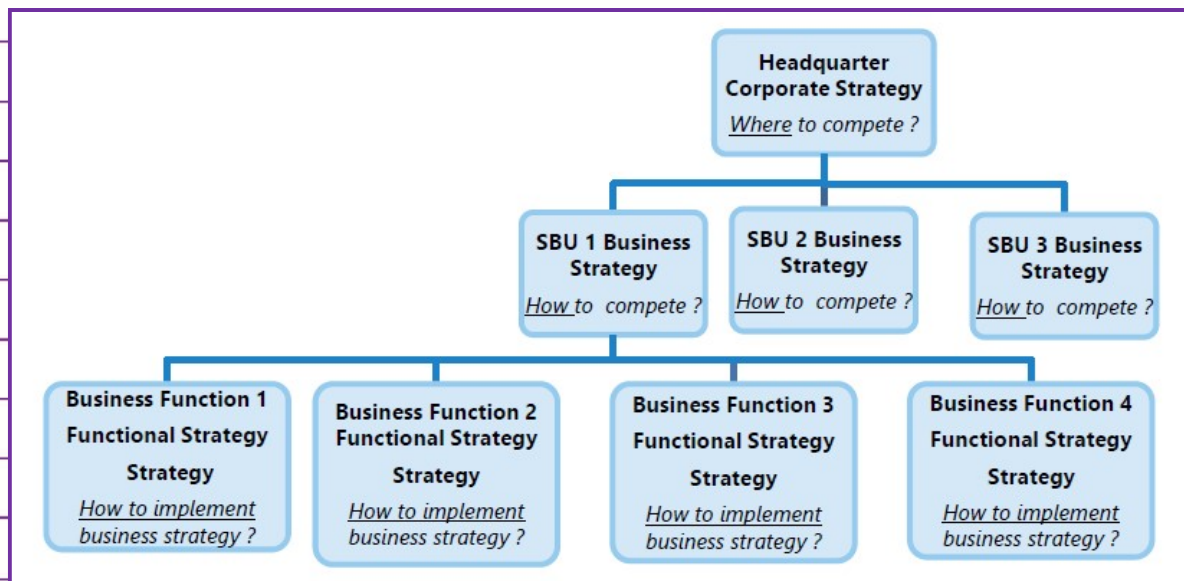 Headquarter
Corporate Strategy
Where to compete ?
SBU 1 Business
Strategy
How to compete ?
SBU 2 Business
Strategy
How to compete ?
SBU 3 Business
Strategy
How to compete ?
Business Function 1
Functional Strategy
Strategy
How to implement
business strategy ?
Business Function 2
Functional Strategy
Strategy
How to implement
business strategy ?
Business Function 3
Functional Strategy
Strategy
How to implement
business strategy ?
Business Function 4
Functional Strategy
Strategy
How to implement
business strategy ?